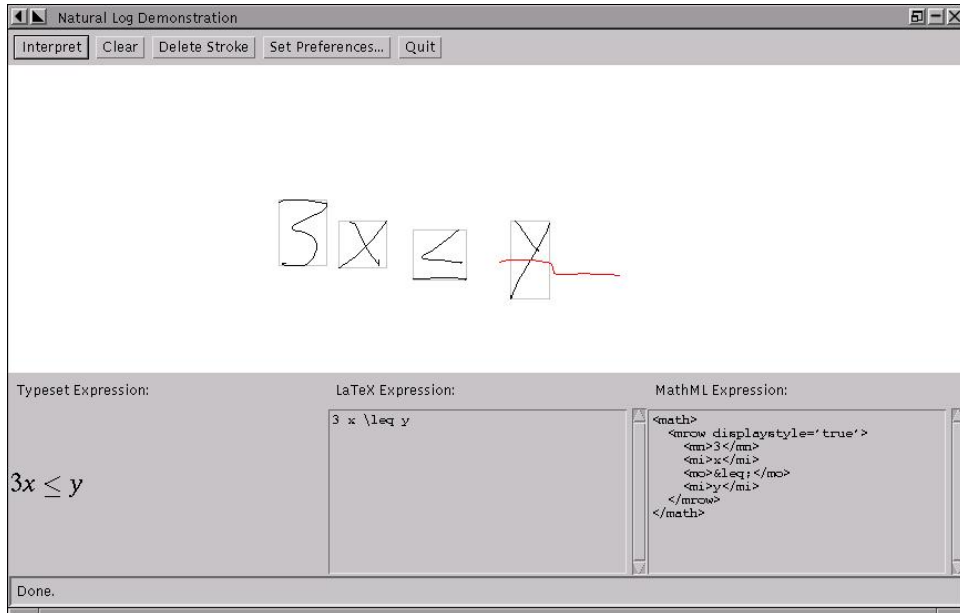 Natural Log Demonstration
Interpret Clear Delete Stroke Set Preferences... Quit
3 x ≤ y
Typeset Expression: LaTeX Expression: MathML Expression:
3x ≤ y
3 x \leq y
<math>
<mrow displaystyle='true'>
<mn>3</mn>
<mi>x</mi>
<mo>&leq;</mo>
<mi>y</mi>
</mrow>
</math>
Done.